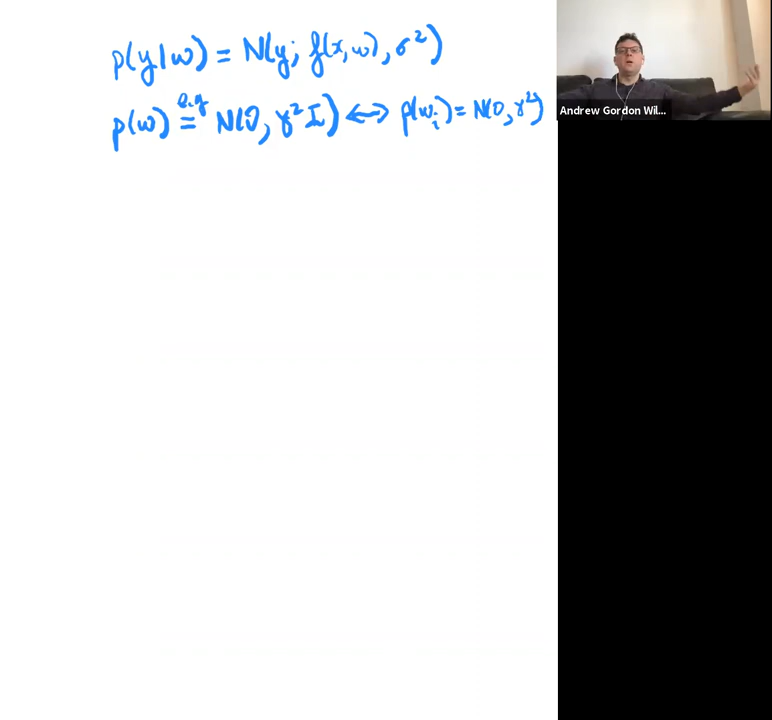 p(y|w) = N(y; f(x,w), σ²)
p(w) e.g. = N(0, γ²I) ⟷ p(wᵢ) = N(0, γ²)
Andrew Gordon Wil...